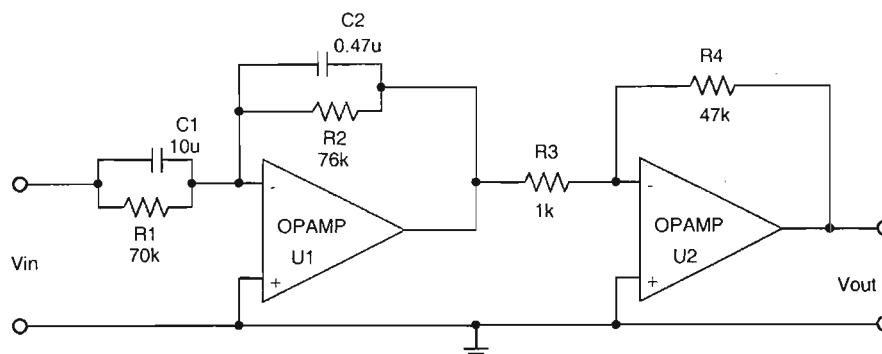 C2
0.47u
R2
76k
C1
10u
R1
70k
Vin
-
OPAMP
U1
+
R3
1k
R4
47k
-
OPAMP
U2
+
Vout